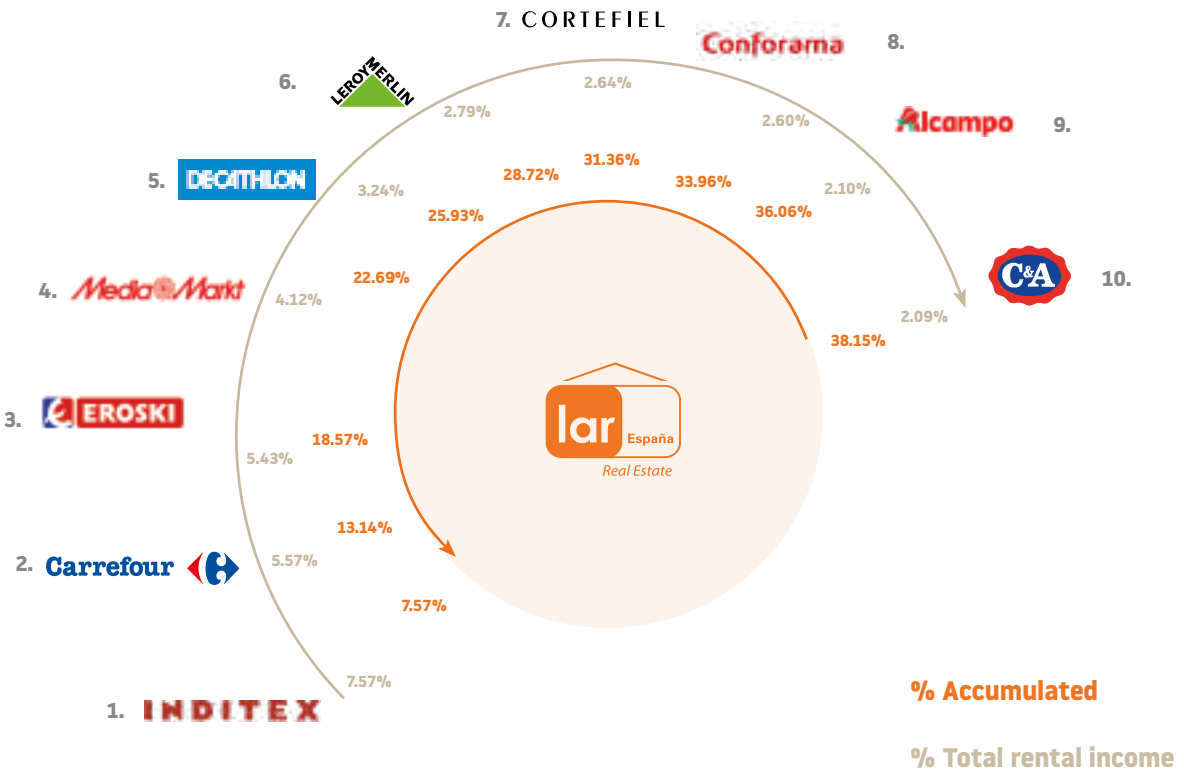 7. CORTEFIEL
Conforama 8.
6. LEROY MERLIN
2.64%
2.79%
2.60%
Alcampo 9.
31.36%
28.72%
33.96%
5. DECATHLON
3.24%
2.10%
25.93%
36.06%
C&A 10.
22.69%
4. Media Markt
4.12%
2.09%
38.15%
3. EROSKI
lar
España
Real Estate
18.57%
5.43%
13.14%
2. Carrefour
5.57%
7.57%
7.57%
1. INDITEX
% Accumulated
% Total rental income